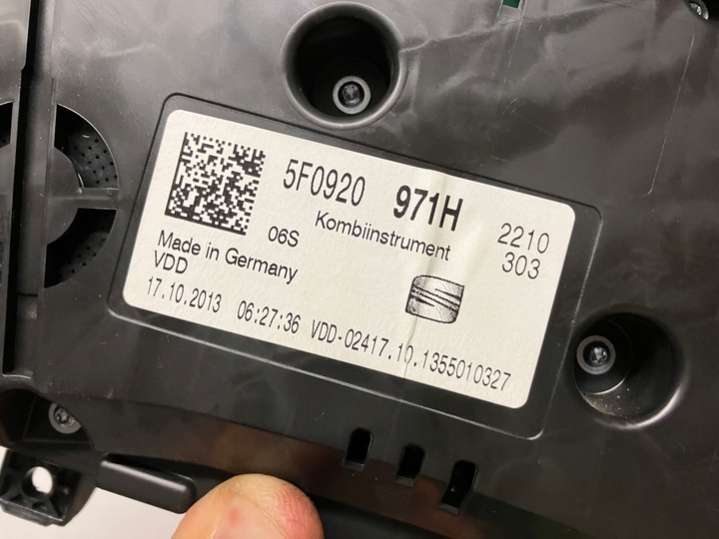 5F0920 971H
Kombiinstrument
2210
303
06S
Made in Germany
VDD
17.10.2013 06:27:36 VDD-02417.10.1355010327